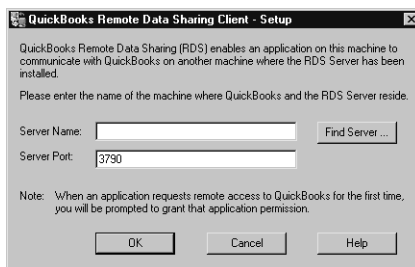 QuickBooks Remote Data Sharing Client - Setup
QuickBooks Remote Data Sharing (RDS) enables an application on this machine to
communicate with QuickBooks on another machine where the RDS Server has been
installed.
Please enter the name of the machine where QuickBooks and the RDS Server reside.
Server Name:
Find Server ...
Server Port:
3790
Note: When an application requests remote access to QuickBooks for the first time,
you will be prompted to grant that application permission.
OK
Cancel
Help